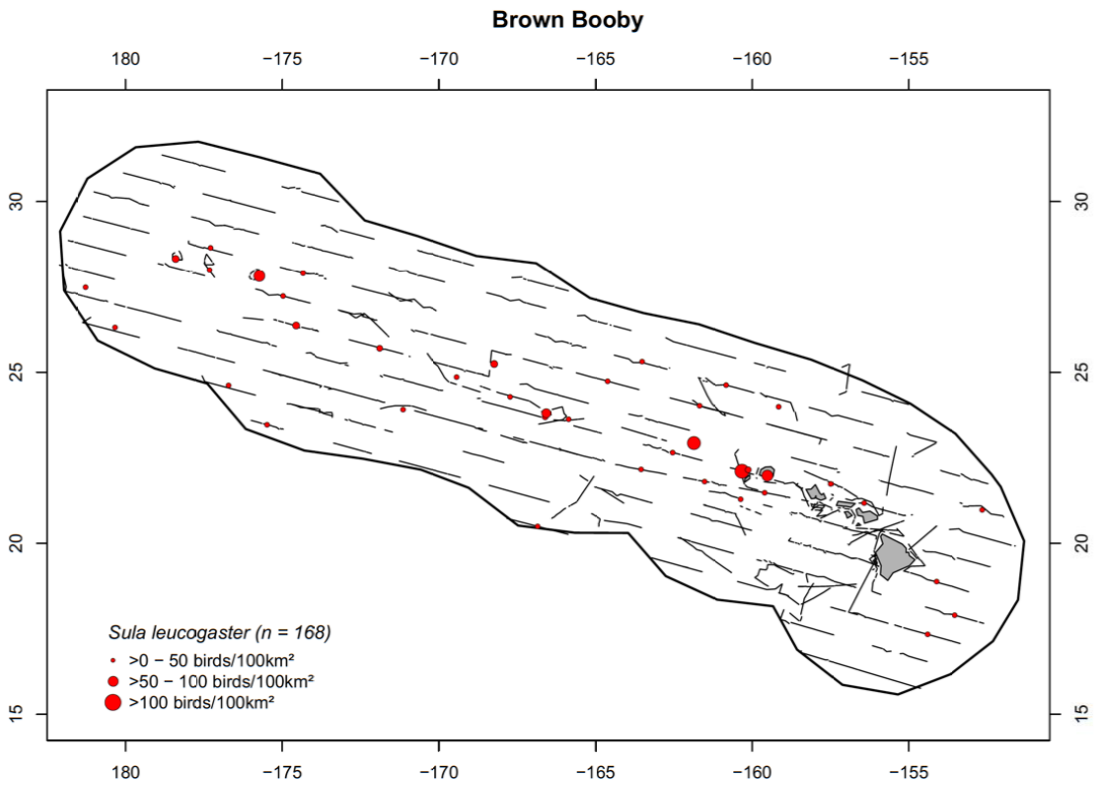 Brown Booby
180 −175 −170 −165 −160 −155
30 30
25 25
20 20
15 15
Sula leucogaster (n = 168)
>0 − 50 birds/100km²
>50 − 100 birds/100km²
>100 birds/100km²
180 −175 −170 −165 −160 −155